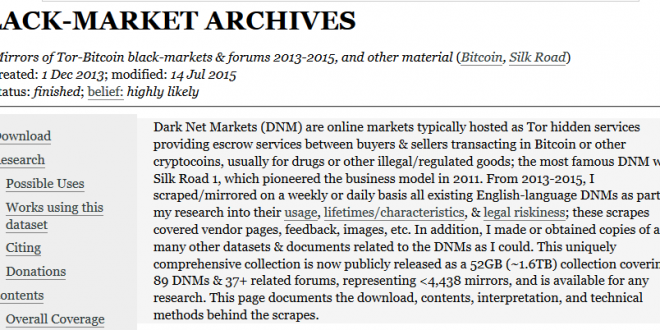 LACK-MARKET ARCHIVES
Mirrors of Tor-Bitcoin black-markets & forums 2013-2015, and other material (Bitcoin, Silk Road)
reated: 1 Dec 2013; modified: 14 Jul 2015
tatus: finished; belief: highly likely
Download
Research
Possible Uses
Works using this
dataset
Citing
Donations
ontents
Overall Coverage
Dark Net Markets (DNM) are online markets typically hosted as Tor hidden services
providing escrow services between buyers & sellers transacting in Bitcoin or other
cryptocoins, usually for drugs or other illegal/regulated goods; the most famous DNM w
Silk Road 1, which pioneered the business model in 2011. From 2013-2015, I
scraped/mirrored on a weekly or daily basis all existing English-language DNMs as part
my research into their usage, lifetimes/characteristics, & legal riskiness; these scrapes
covered vendor pages, feedback, images, etc. In addition, I made or obtained copies of a
many other datasets & documents related to the DNMs as I could. This uniquely
comprehensive collection is now publicly released as a 52GB (~1.6TB) collection coverin
89 DNMs & 37+ related forums, representing <4,438 mirrors, and is available for any
research. This page documents the download, contents, interpretation, and technical
methods behind the scrapes.